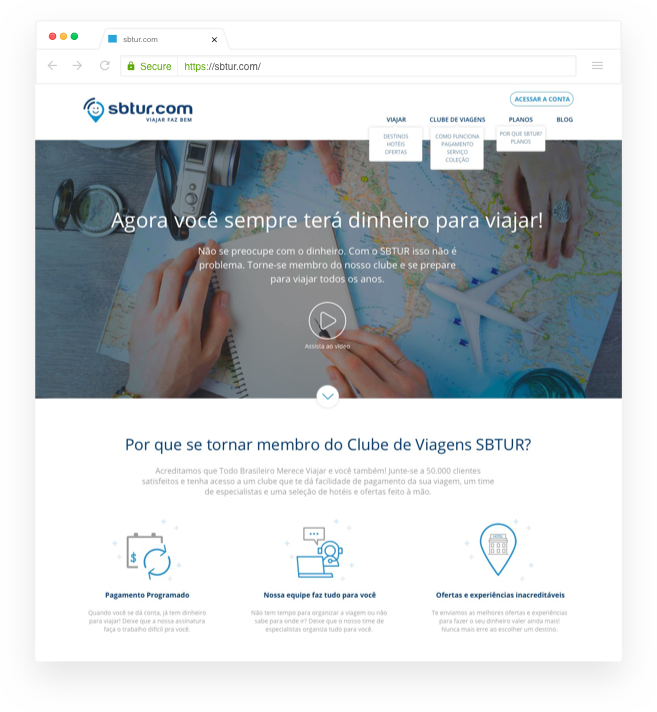 sbtur.com
Secure
https://sbtur.com/
sbtur.com
VIAJAR FAZ BEM
ACESSAR A CONTA
VIAJAR CLUBE DE VIAGENS PLANOS BLOG
DESTINOS
HOTÉIS
OFERTAS
COMO FUNCIONA
PAGAMENTO
SERVIÇO
COLEÇÃO
POR QUE SBTUR?
PLANOS
Agora você sempre terá dinheiro para viajar!
Não se preocupe com o dinheiro. Com o SBTUR isso não é
problema. Torne-se membro do nosso clube e se prepare
para viajar todos os anos.
Assista ao vídeo
Por que se tornar membro do Clube de Viagens SBTUR?
Acreditamos que Todo Brasileiro Merece Viajar e você também! Junte-se a 50.000 clientes
satisfeitos e tenha acesso a um clube que te dá facilidade de pagamento da sua viagem, um time
de especialistas e uma seleção de hotéis e ofertas feito à mão.
$
HOTEL
Pagamento Programado
Quando você se dá conta, já tem dinheiro
para viajar! Deixe que a nossa assinatura
faça o trabalho difícil pra você.
Nossa equipe faz tudo para você
Não tem tempo para organizar a viagem ou não
sabe para onde ir? Deixe que o nosso time de
especialistas organiza tudo para você.
Ofertas e experiências inacreditáveis
Te enviamos as melhores ofertas e experiências
para fazer o seu dinheiro valer ainda mais!
Nunca mais erre ao escolher um destino.